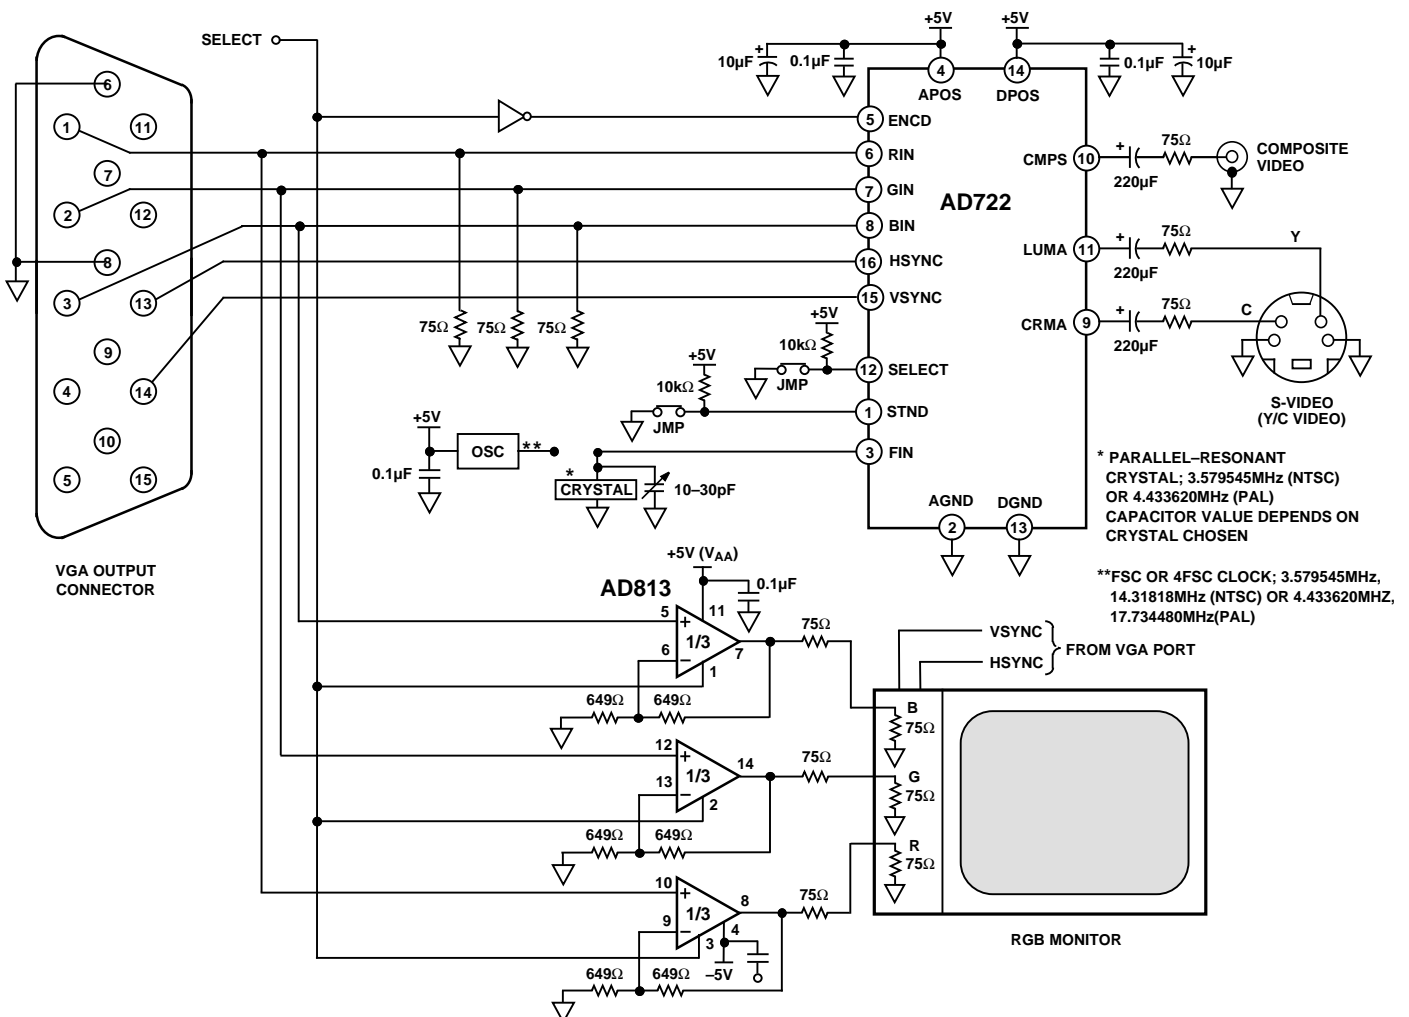 SELECT
6
1
11
7
2
12
8
3
13
9
4
14
10
5
15
VGA OUTPUT
CONNECTOR
+5V
+5V
+
10µF
0.1µF
0.1µF
+
10µF
4
14
APOS
DPOS
5 ENCD
6 RIN
7 GIN
8 BIN
16 HSYNC
15 VSYNC
12 SELECT
1 STND
3 FIN
AD722
CMPS 10
LUMA 11
CRMA 9
AGND
DGND
2
13
+
220µF
75Ω
COMPOSITE
VIDEO
+
220µF
75Ω
Y
+
220µF
75Ω
C
S-VIDEO
(Y/C VIDEO)
75Ω
75Ω
75Ω
+5V
10kΩ
JMP
+5V
10kΩ
JMP
+5V
0.1µF
OSC
**
*
CRYSTAL
10–30pF
* PARALLEL–RESONANT
CRYSTAL; 3.579545MHz (NTSC)
OR 4.433620MHz (PAL)
CAPACITOR VALUE DEPENDS ON
CRYSTAL CHOSEN
**FSC OR 4FSC CLOCK; 3.579545MHz,
14.31818MHz (NTSC) OR 4.433620MHZ,
17.734480MHz(PAL)
AD813
+5V (VAA)
0.1µF
5
+
11
1/3
6
–
7
1
75Ω
649Ω
649Ω
12
+
14
1/3
13
–
2
75Ω
649Ω
649Ω
10
+
8
1/3
9
–
4
3
–5V
75Ω
649Ω
649Ω
VSYNC
HSYNC
FROM VGA PORT
B
75Ω
G
75Ω
R
75Ω
RGB MONITOR